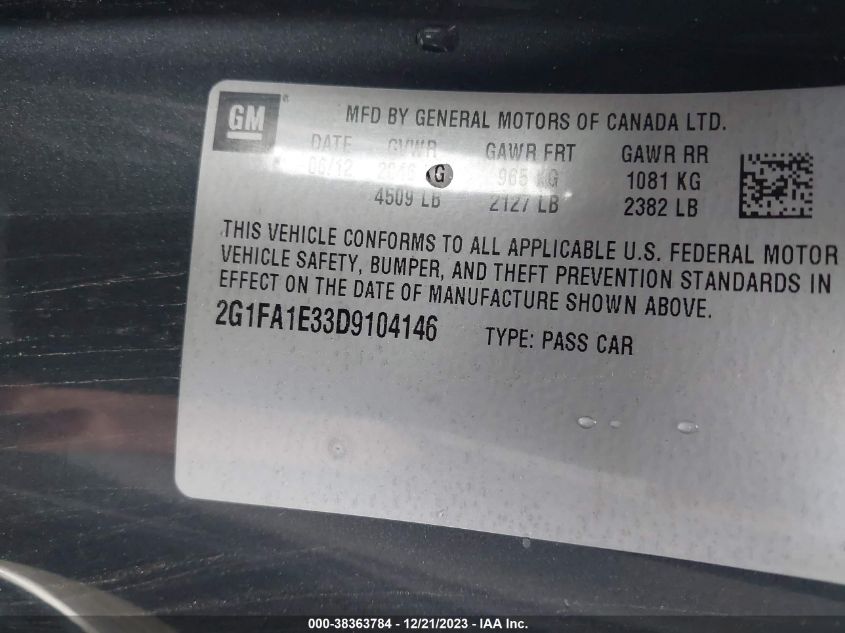 GM
MFD BY GENERAL MOTORS OF CANADA LTD.
DATE GVWR GAWR FRT GAWR RR
06/12 G 965 KG 1081 KG
4509 LB 2127 LB 2382 LB
THIS VEHICLE CONFORMS TO ALL APPLICABLE U.S. FEDERAL MOTOR
VEHICLE SAFETY, BUMPER, AND THEFT PREVENTION STANDARDS IN
EFFECT ON THE DATE OF MANUFACTURE SHOWN ABOVE.
2G1FA1E33D9104146 TYPE: PASS CAR
000-38363784 - 12/21/2023 - IAA Inc.